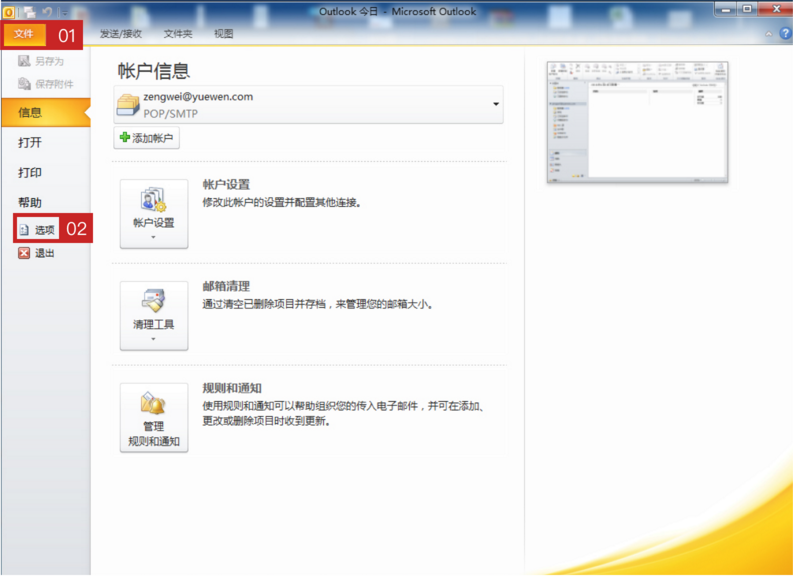 Outlook 今日 - Microsoft Outlook
文件 01 发送/接收 文件夹 视图
另存为
保存附件
信息
打开
打印
帮助
选项 02
退出
帐户信息
zengwei@yuewen.com
POP/SMTP
添加帐户
帐户设置
帐户设置
修改此帐户的设置并配置其他连接。
清理工具
邮箱清理
通过清空已删除项目并存档，来管理您的邮箱大小。
管理
规则和通知
规则和通知
使用规则和通知可以帮助组织您的传入电子邮件，并可在添加、
更改或删除项目时收到更新。